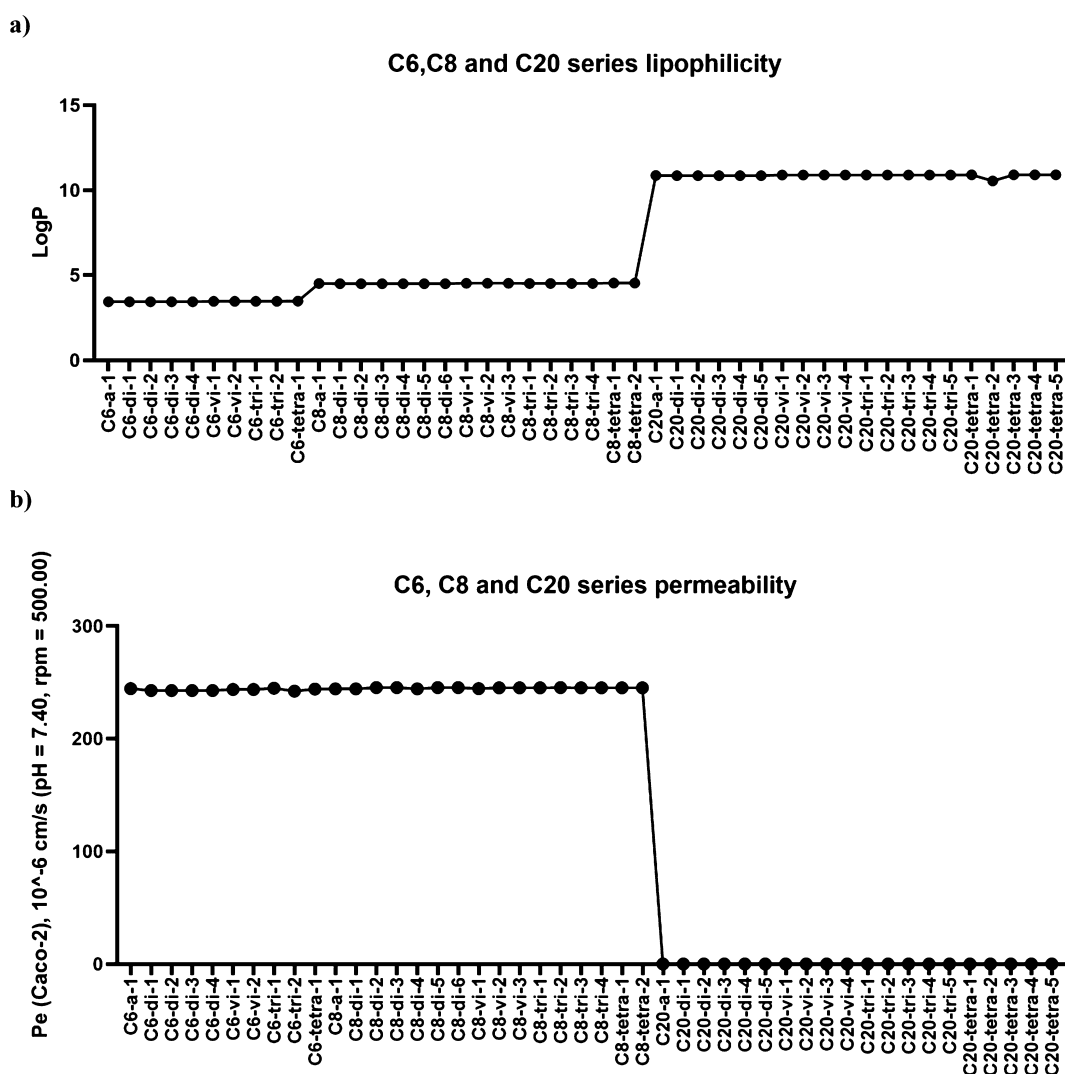 a)
C6,C8 and C20 series lipophilicity
LogP
15
10
5
0
C6-a-1
C6-di-1
C6-di-2
C6-di-3
C6-di-4
C6-vi-1
C6-vi-2
C6-tri-1
C6-tri-2
C6-tetra-1
C8-a-1
C8-di-1
C8-di-2
C8-di-3
C8-di-4
C8-di-5
C8-di-6
C8-vi-1
C8-vi-2
C8-vi-3
C8-tri-1
C8-tri-2
C8-tri-3
C8-tri-4
C8-tetra-1
C8-tetra-2
C20-a-1
C20-di-1
C20-di-2
C20-di-3
C20-di-4
C20-di-5
C20-vi-1
C20-vi-2
C20-vi-3
C20-vi-4
C20-tri-1
C20-tri-2
C20-tri-3
C20-tri-4
C20-tri-5
C20-tetra-1
C20-tetra-2
C20-tetra-3
C20-tetra-4
C20-tetra-5
b)
C6, C8 and C20 series permeability
Pe (Caco-2), 10^-6 cm/s (pH = 7.40, rpm = 500.00)
300
200
100
0
C6-a-1
C6-di-1
C6-di-2
C6-di-3
C6-di-4
C6-vi-1
C6-vi-2
C6-tri-1
C6-tri-2
C6-tetra-1
C8-a-1
C8-di-1
C8-di-2
C8-di-3
C8-di-4
C8-di-5
C8-di-6
C8-vi-1
C8-vi-2
C8-vi-3
C8-tri-1
C8-tri-2
C8-tri-3
C8-tri-4
C8-tetra-1
C8-tetra-2
C20-a-1
C20-di-1
C20-di-2
C20-di-3
C20-di-4
C20-di-5
C20-vi-1
C20-vi-2
C20-vi-3
C20-vi-4
C20-tri-1
C20-tri-2
C20-tri-3
C20-tri-4
C20-tri-5
C20-tetra-1
C20-tetra-2
C20-tetra-3
C20-tetra-4
C20-tetra-5